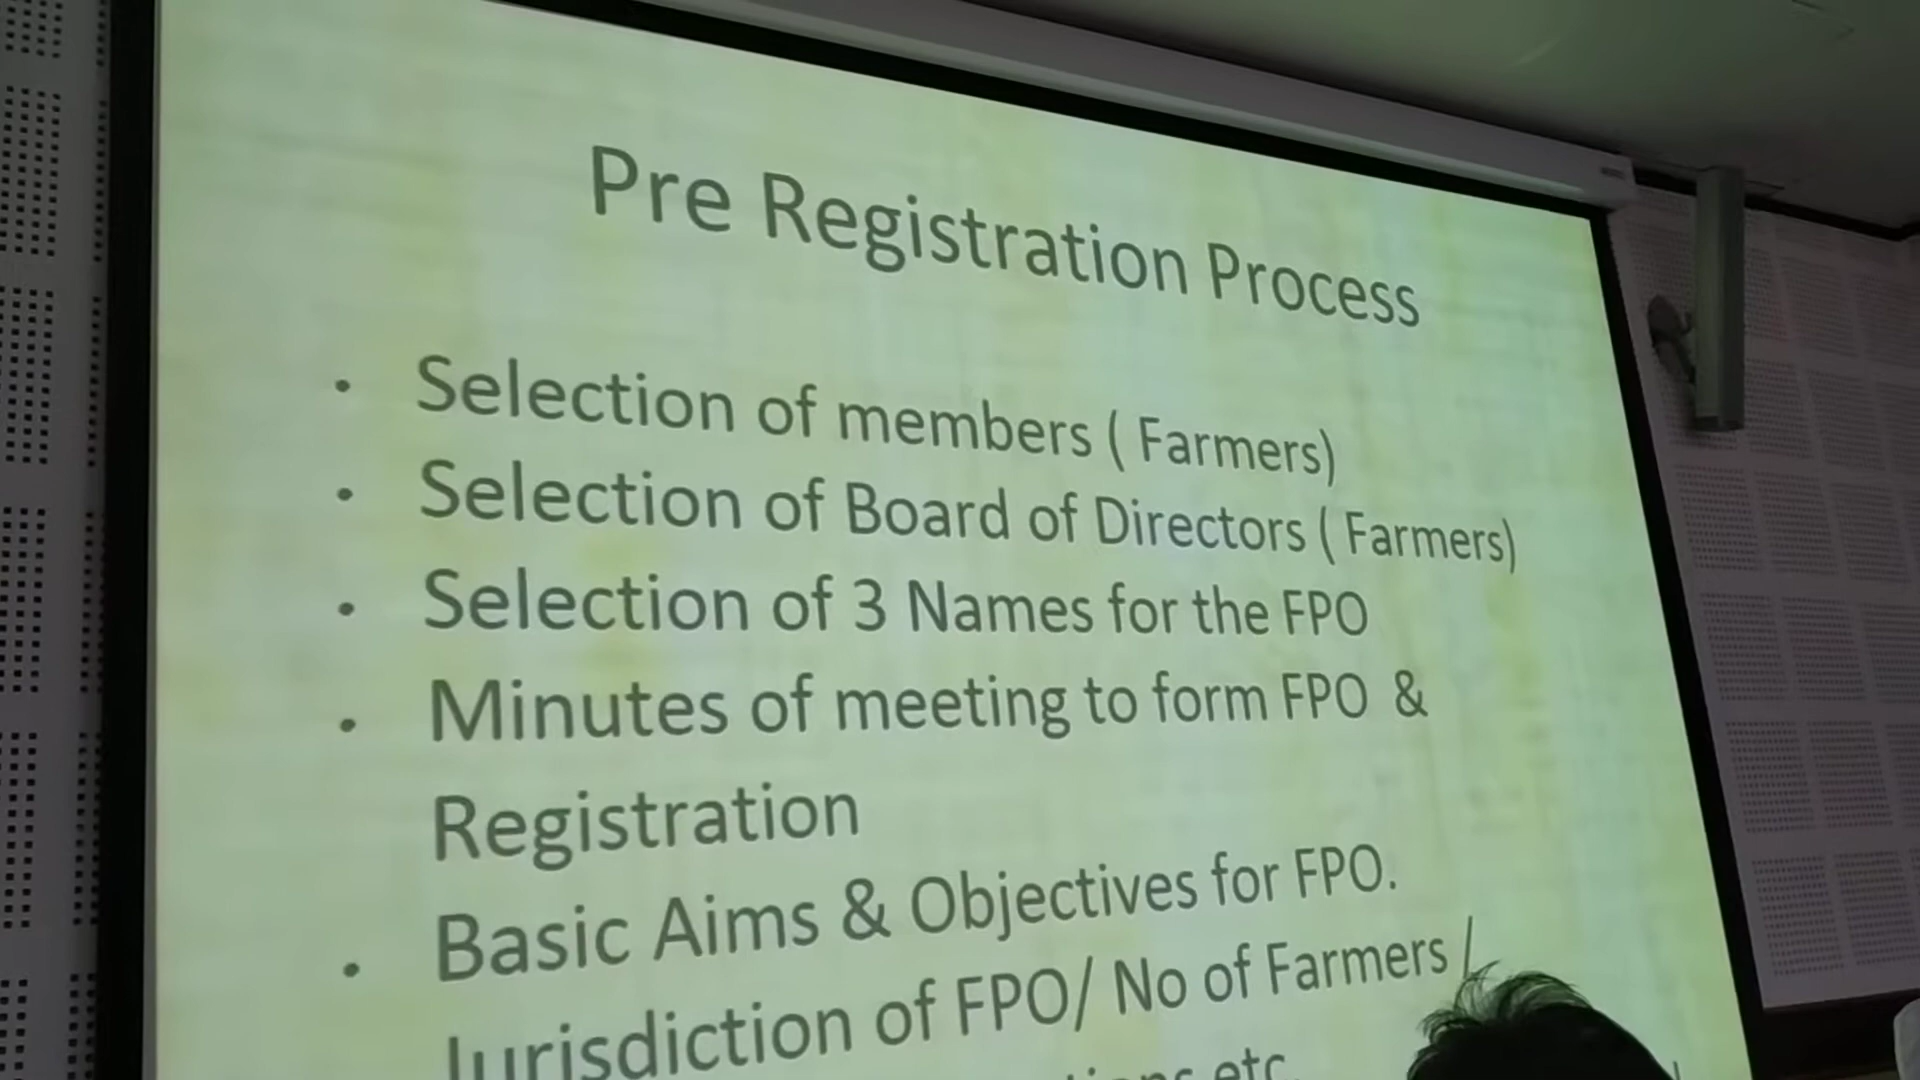 Pre Registration Process
• Selection of members ( Farmers)
• Selection of Board of Directors ( Farmers)
• Selection of 3 Names for the FPO
• Minutes of meeting to form FPO &
Registration
• Basic Aims & Objectives for FPO.
Jurisdiction of FPO/ No of Farmers /
etc.